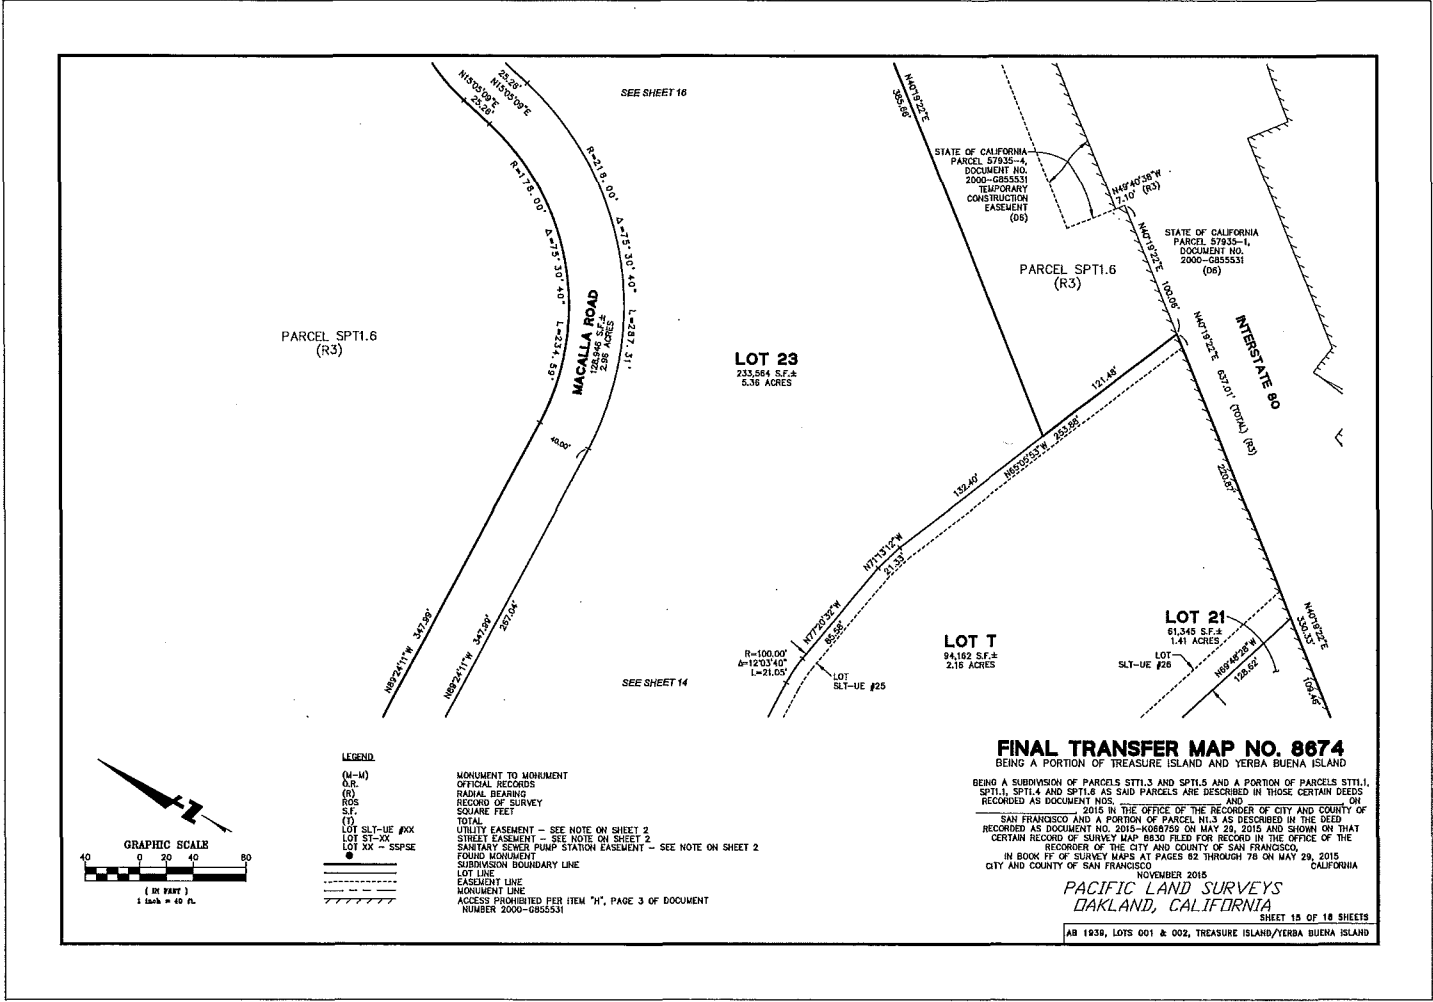 N15°05'09"E
25.26'
25.26'
N15°05'09"E
SEE SHEET 16
R=178.00'
Δ=75°30'40"
L=234.59'
R=218.00'
Δ=75°30'40"
L=287.31'
MACALLA ROAD
128,946 S.F.±
2.96 ACRES
PARCEL SPT1.6
(R3)
40.00'
N89°24'11"W 347.99'
N89°24'11"W 347.99'
267.04'
LOT 23
233,564 S.F.±
5.36 ACRES
SEE SHEET 14
N40°19'22"E
385.66'
STATE OF CALIFORNIA
PARCEL 57935-4,
DOCUMENT NO.
2000-G855531
TEMPORARY
CONSTRUCTION
EASEMENT
(D6)
N49°40'38"W
7.10' (R3)
STATE OF CALIFORNIA
PARCEL 57935-1,
DOCUMENT NO.
2000-G855531
(D6)
PARCEL SPT1.6
(R3)
N40°19'22"E 100.06'
N40°19'22"E 637.01' (TOTAL) (R3)
INTERSTATE 80
121.48'
N65°05'53"W 253.88'
132.40'
220.87'
N71°13'12"W
21.33'
N77°20'32"W
85.58'
R=100.00'
Δ=12°03'40"
L=21.05'
LOT
SLT-UE #25
LOT T
94,162 S.F.±
2.16 ACRES
LOT 21
61,345 S.F.±
1.41 ACRES
LOT
SLT-UE #26
N69°48'28"W
128.62'
N40°19'22"E
330.33'
109.46'
LEGEND
(M-M) MONUMENT TO MONUMENT
O.R. OFFICIAL RECORDS
(R) RADIAL BEARING
ROS RECORD OF SURVEY
S.F. SQUARE FEET
(T) TOTAL
LOT SLT-UE #XX UTILITY EASEMENT - SEE NOTE ON SHEET 2
LOT ST-XX STREET EASEMENT - SEE NOTE ON SHEET 2
LOT XX - SSPSE SANITARY SEWER PUMP STATION EASEMENT - SEE NOTE ON SHEET 2
FOUND MONUMENT
SUBDIVISION BOUNDARY LINE
LOT LINE
EASEMENT LINE
MONUMENT LINE
ACCESS PROHIBITED PER ITEM "H", PAGE 3 OF DOCUMENT
NUMBER 2000-G855531
Z
GRAPHIC SCALE
40 0 20 40 80
( IN FEET )
1 inch = 40 ft.
FINAL TRANSFER MAP NO. 8674
BEING A PORTION OF TREASURE ISLAND AND YERBA BUENA ISLAND
BEING A SUBDIVISION OF PARCELS STT1.3 AND SPT1.5 AND A PORTION OF PARCELS STT1.1,
SPT1.1, SPT1.4 AND SPT1.6 AS SAID PARCELS ARE DESCRIBED IN THOSE CERTAIN DEEDS
RECORDED AS DOCUMENT NOS. ____________ AND ____________ ON
____________, 2015 IN THE OFFICE OF THE RECORDER OF CITY AND COUNTY OF
SAN FRANCISCO AND A PORTION OF PARCEL N1.3 AS DESCRIBED IN THE DEED
RECORDED AS DOCUMENT NO. 2015-K066759 ON MAY 29, 2015 AND SHOWN ON THAT
CERTAIN RECORD OF SURVEY MAP 8630 FILED FOR RECORD IN THE OFFICE OF THE
RECORDER OF THE CITY AND COUNTY OF SAN FRANCISCO,
IN BOOK FF OF SURVEY MAPS AT PAGES 62 THROUGH 78 ON MAY 29, 2015
CITY AND COUNTY OF SAN FRANCISCO CALIFORNIA
NOVEMBER 2015
PACIFIC LAND SURVEYS
OAKLAND, CALIFORNIA
SHEET 15 OF 18 SHEETS
AB 1939, LOTS 001 & 002, TREASURE ISLAND/YERBA BUENA ISLAND